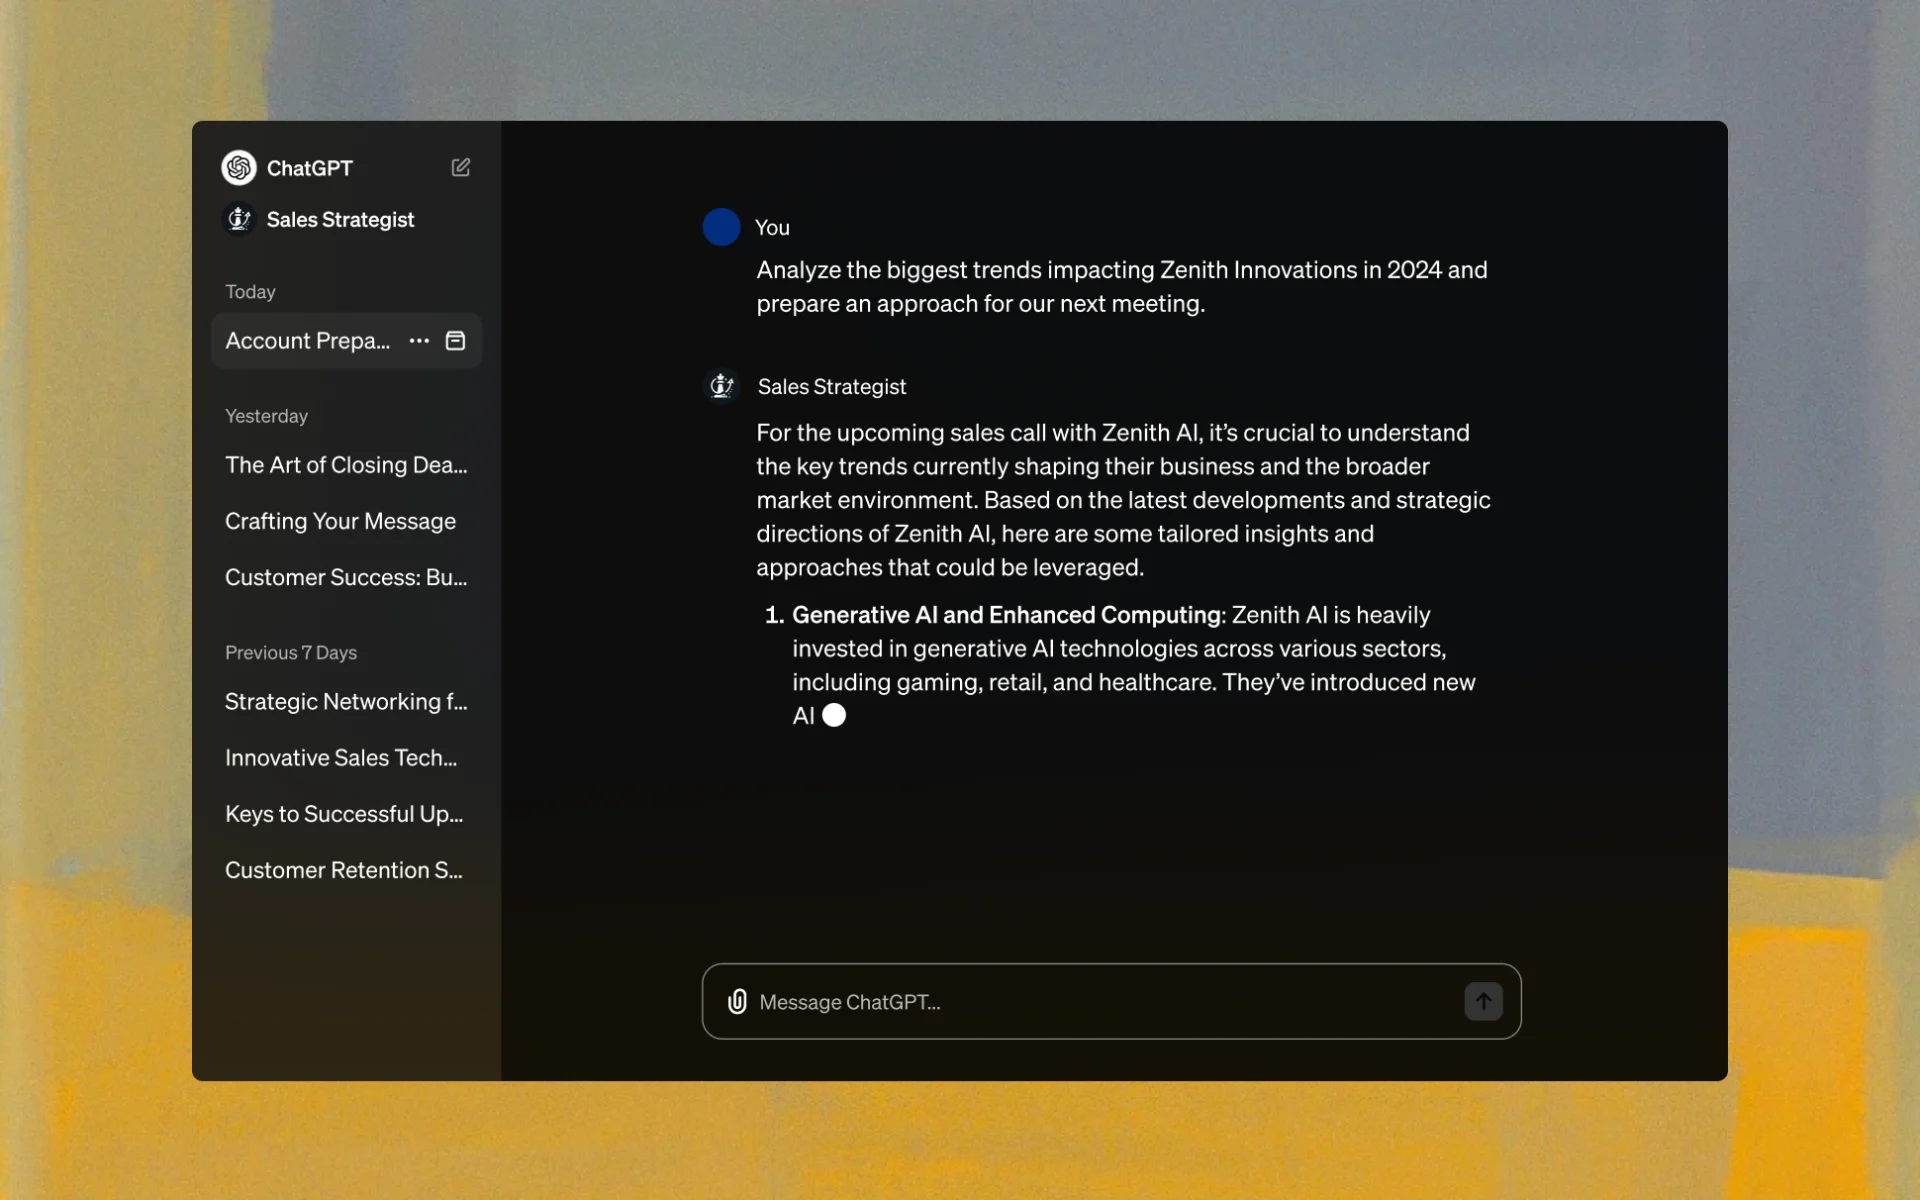 ChatGPT
Sales Strategist
Today
Account Prepa...
Yesterday
The Art of Closing Dea...
Crafting Your Message
Customer Success: Bu...
Previous 7 Days
Strategic Networking f...
Innovative Sales Tech...
Keys to Successful Up...
Customer Retention S...
You
Analyze the biggest trends impacting Zenith Innovations in 2024 and
prepare an approach for our next meeting.
Sales Strategist
For the upcoming sales call with Zenith AI, it’s crucial to understand
the key trends currently shaping their business and the broader
market environment. Based on the latest developments and strategic
directions of Zenith AI, here are some tailored insights and
approaches that could be leveraged.
1. Generative AI and Enhanced Computing: Zenith AI is heavily
invested in generative AI technologies across various sectors,
including gaming, retail, and healthcare. They’ve introduced new
AI
Message ChatGPT...